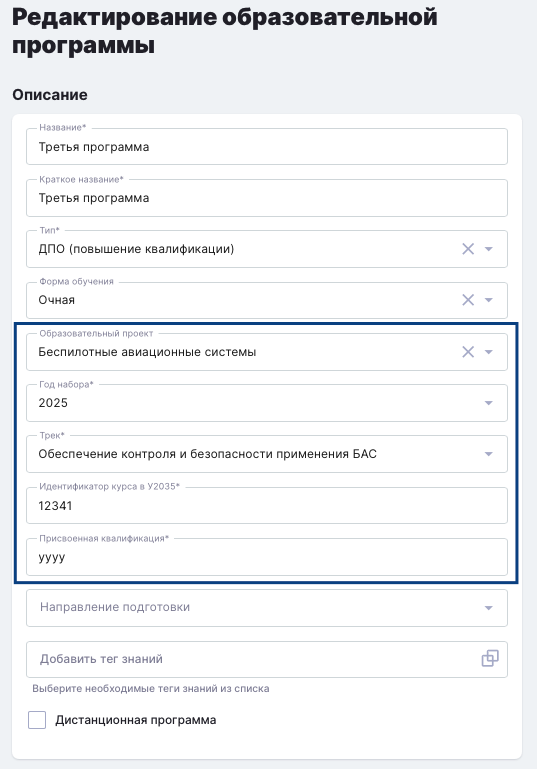 Редактирование образовательной
программы
Описание
Название*
Третья программа
Краткое название*
Третья программа
Тип*
ДПО (повышение квалификации)
Форма обучения
Очная
Образовательный проект
Беспилотные авиационные системы
Год набора*
2025
Трек*
Обеспечение контроля и безопасности применения БАС
Идентификатор курса в У2035*
12341
Присвоенная квалификация*
уууу
Направление подготовки
Добавить тег знаний
Выберите необходимые теги знаний из списка
Дистанционная программа